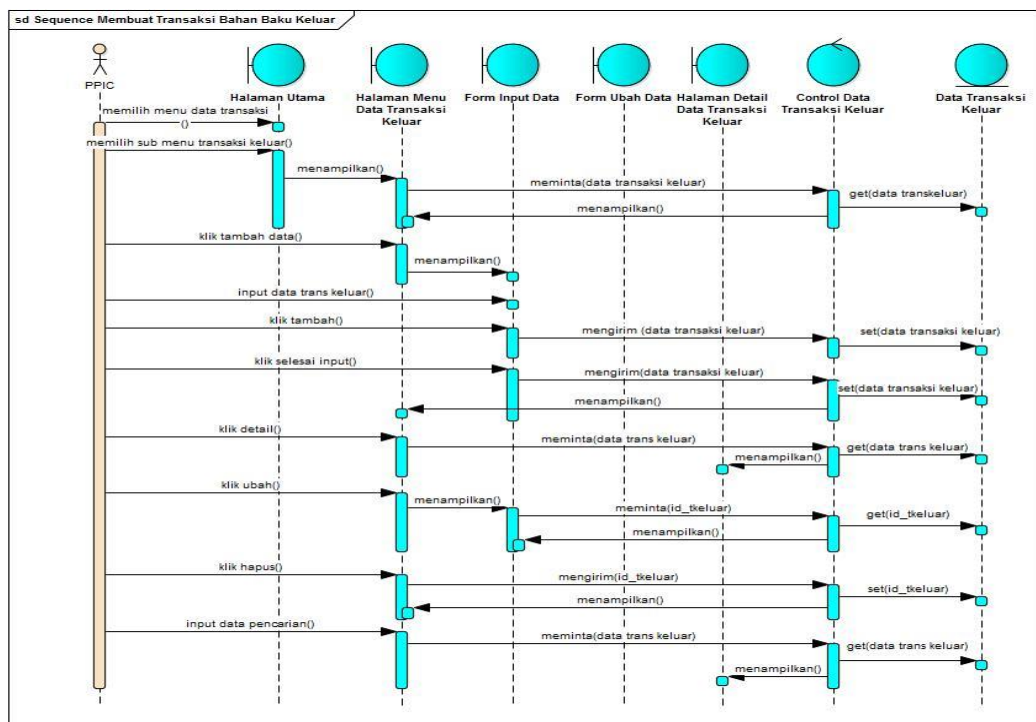 sd Sequence Membuat Transaksi Bahan Baku Keluar
PPIC
Halaman Utama
Halaman Menu
Data Transaksi
Keluar
Form Input Data
Form Ubah Data
Halaman Detail
Data Transaksi
Keluar
Control Data
Transaksi Keluar
Data Transaksi
Keluar
memilih menu data transaksi
()
memilih sub menu transaksi keluar()
menampilkan()
meminta(data transaksi keluar)
get(data transkeluar)
menampilkan()
klik tambah data()
menampilkan()
input data trans keluar()
klik tambah()
mengirim (data transaksi keluar)
set(data transaksi keluar)
klik selesai input()
mengirim(data transaksi keluar)
set(data transaksi keluar)
menampilkan()
klik detail()
meminta(data trans keluar)
get(data trans keluar)
menampilkan()
klik ubah()
menampilkan()
meminta(id_tkeluar)
get(id_tkeluar)
menampilkan()
klik hapus()
mengirim(id_tkeluar)
set(id_tkeluar)
menampilkan()
input data pencarian()
meminta(data trans keluar)
get(data trans keluar)
menampilkan()